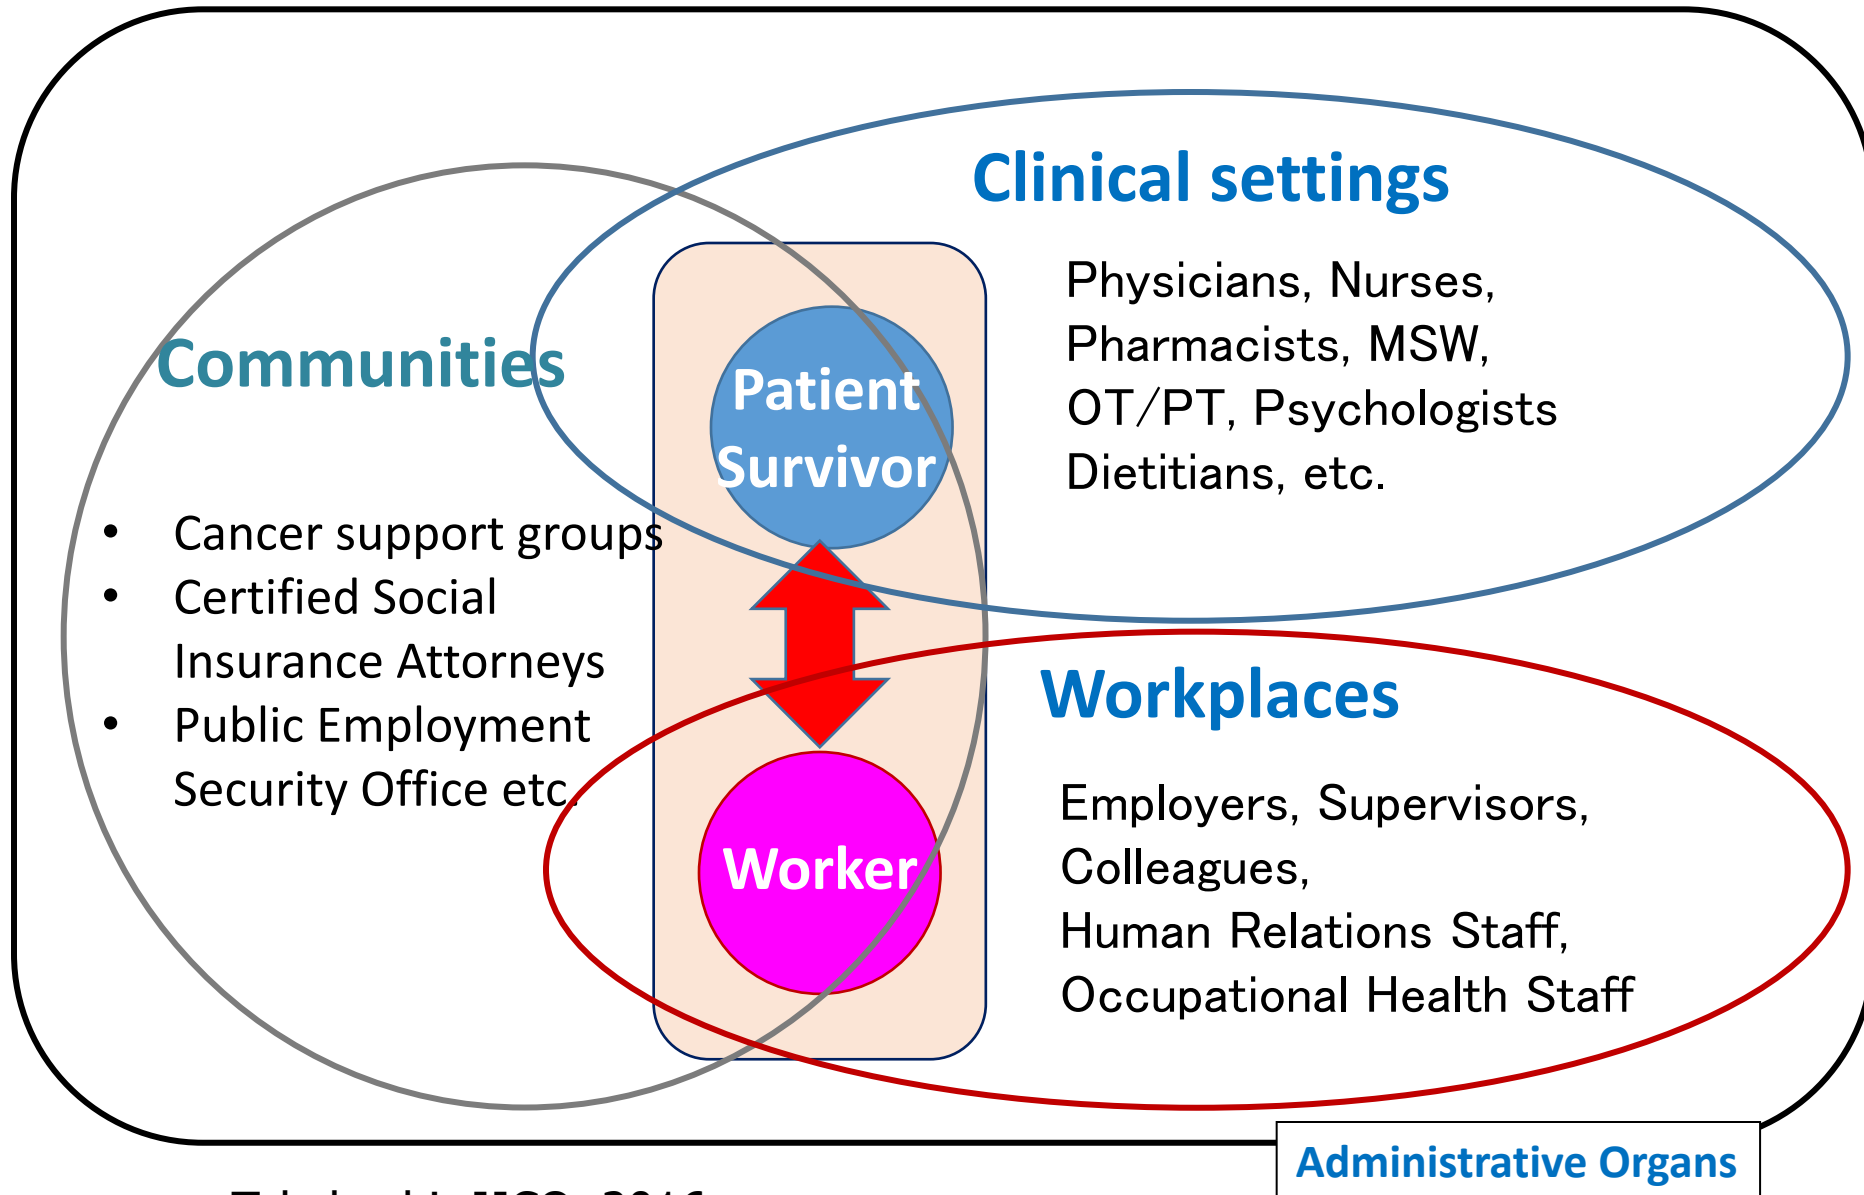 Clinical settings
Physicians, Nurses,
Pharmacists, MSW,
OT/PT, Psychologists
Dietitians, etc.
Communities
• Cancer support groups
• Certified Social
Insurance Attorneys
• Public Employment
Security Office etc.
Patient
Survivor
Worker
Workplaces
Employers, Supervisors,
Colleagues,
Human Relations Staff,
Occupational Health Staff
Administrative Organs
2016